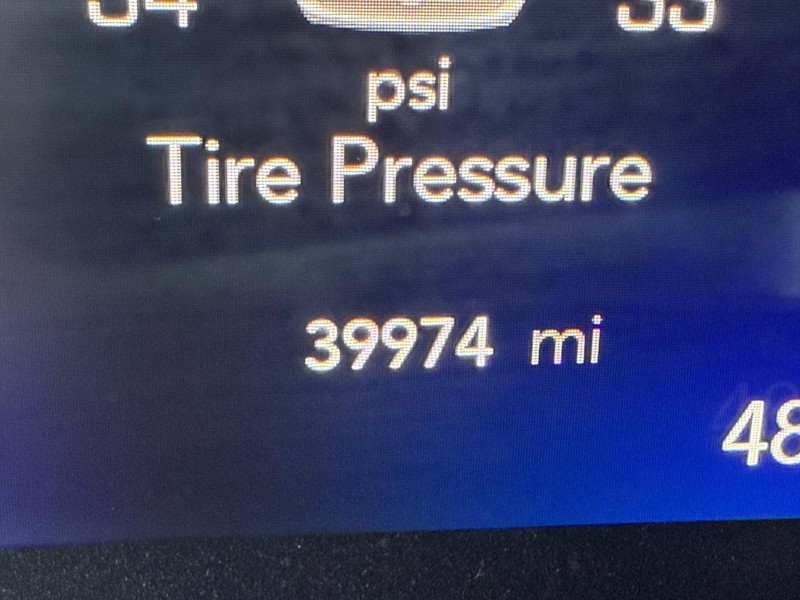 psi
Tire Pressure
39974 mi
48